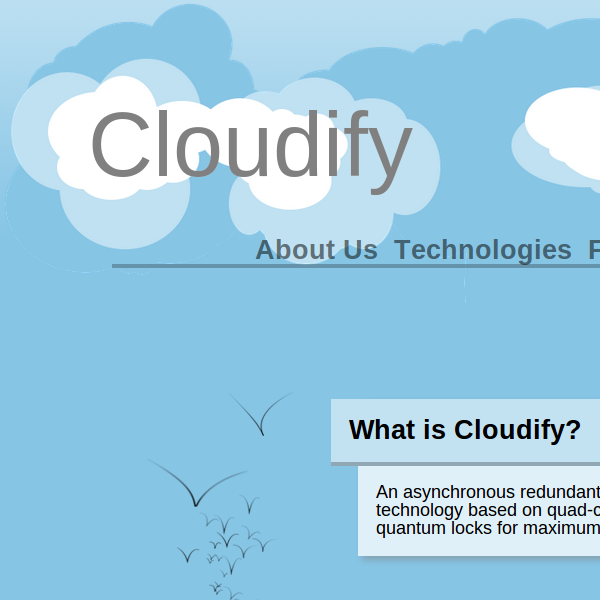 Cloudify
About Us Technologies F
What is Cloudify?
An asynchronous redundant
technology based on quad-c
quantum locks for maximum